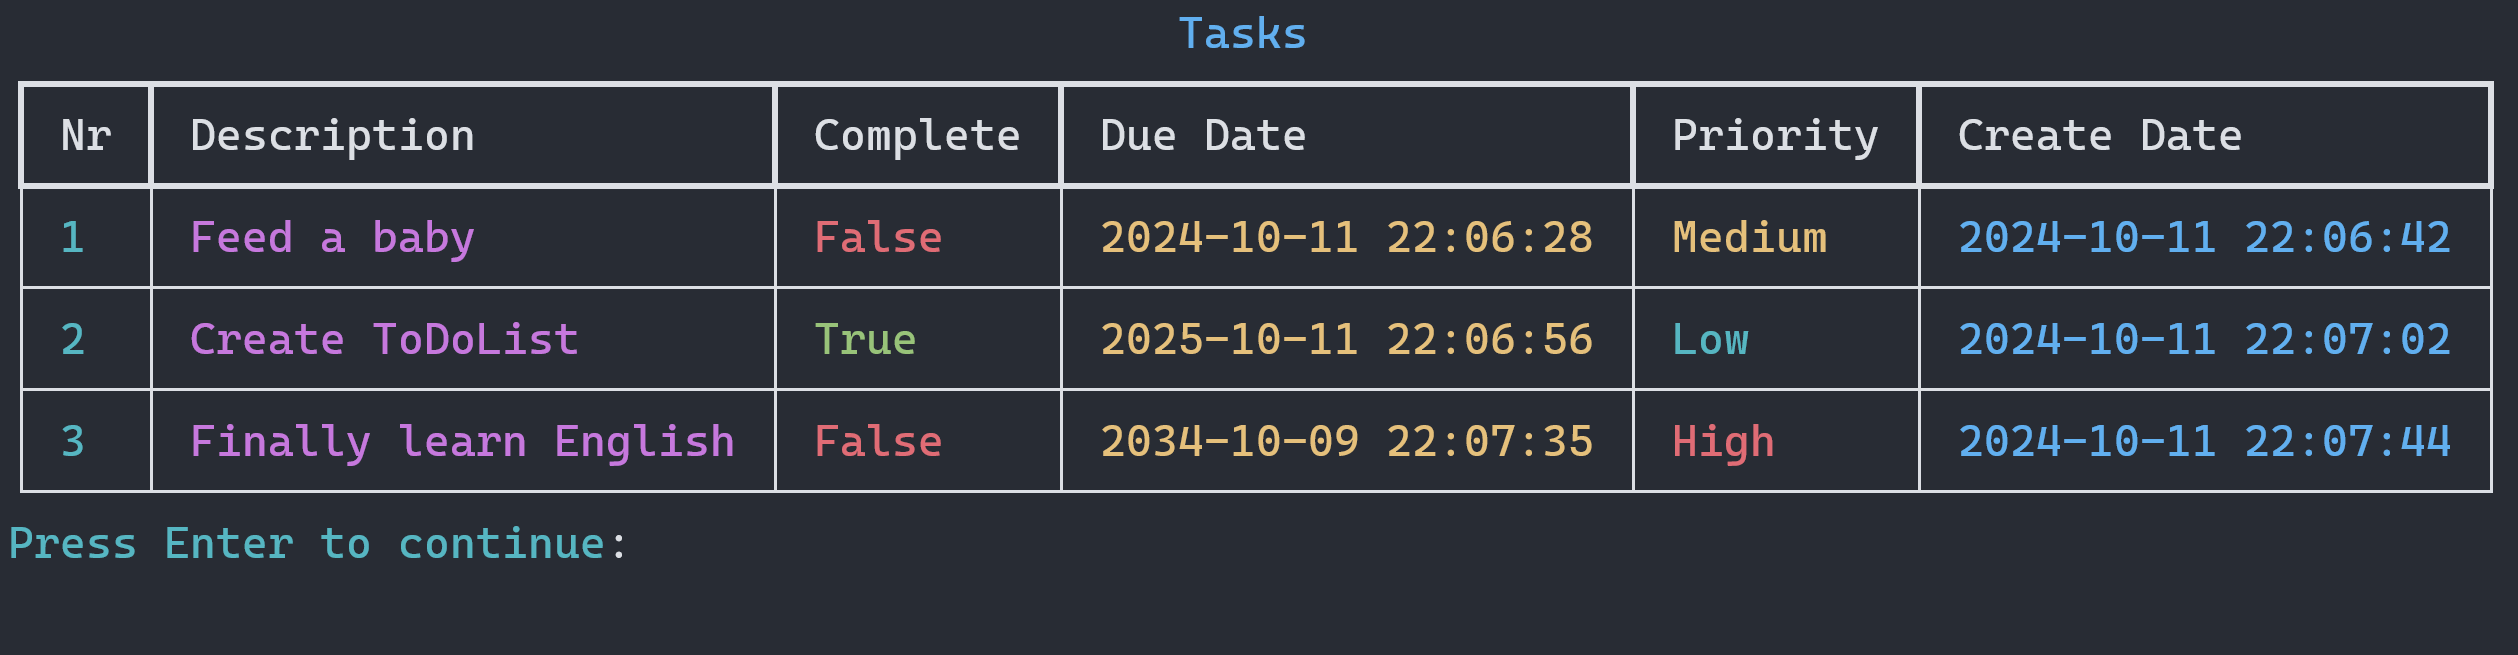 Tasks
Nr Description Complete Due Date Priority Create Date
1 Feed a baby False 2024-10-11 22:06:28 Medium 2024-10-11 22:06:42
2 Create ToDoList True 2025-10-11 22:06:56 Low 2024-10-11 22:07:02
3 Finally learn English False 2034-10-09 22:07:35 High 2024-10-11 22:07:44
Press Enter to continue: